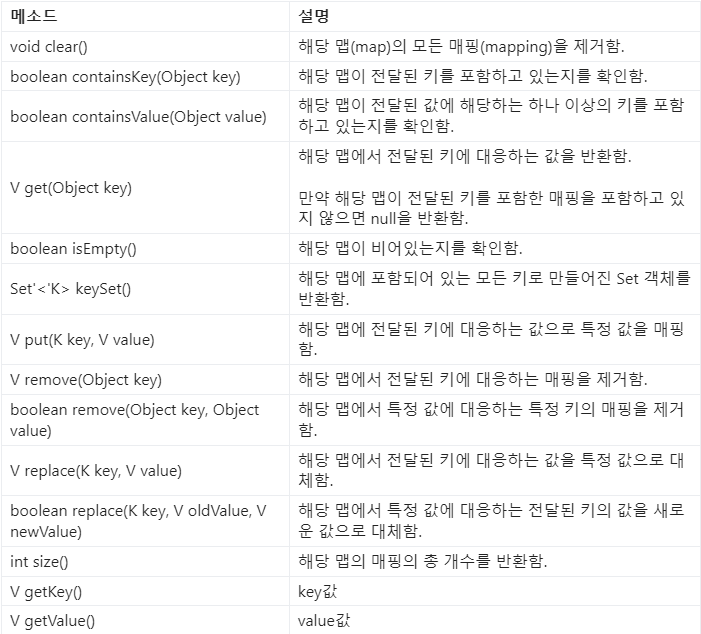 메소드
설명
void clear()
해당 맵(map)의 모든 매핑(mapping)을 제거함.
boolean containsKey(Object key)
해당 맵이 전달된 키를 포함하고 있는지를 확인함.
boolean containsValue(Object value)
해당 맵이 전달된 값에 해당하는 하나 이상의 키를 포함
하고 있는지를 확인함.
V get(Object key)
해당 맵에서 전달된 키에 대응하는 값을 반환함.
만약 해당 맵이 전달된 키를 포함한 매핑을 포함하고 있
지 않으면 null을 반환함.
boolean isEmpty()
해당 맵이 비어있는지를 확인함.
Set'<'K> keySet()
해당 맵에 포함되어 있는 모든 키로 만들어진 Set 객체를
반환함.
V put(K key, V value)
해당 맵에 전달된 키에 대응하는 값으로 특정 값을 매핑
함.
V remove(Object key)
해당 맵에서 전달된 키에 대응하는 매핑을 제거함.
boolean remove(Object key, Object
value)
해당 맵에서 특정 값에 대응하는 특정 키의 매핑을 제거
함.
V replace(K key, V value)
해당 맵에서 전달된 키에 대응하는 값을 특정 값으로 대
체함.
boolean replace(K key, V oldValue, V
newValue)
해당 맵에서 특정 값에 대응하는 전달된 키의 값을 새로
운 값으로 대체함.
int size()
해당 맵의 매핑의 총 개수를 반환함.
V getKey()
key값
V getValue()
value값